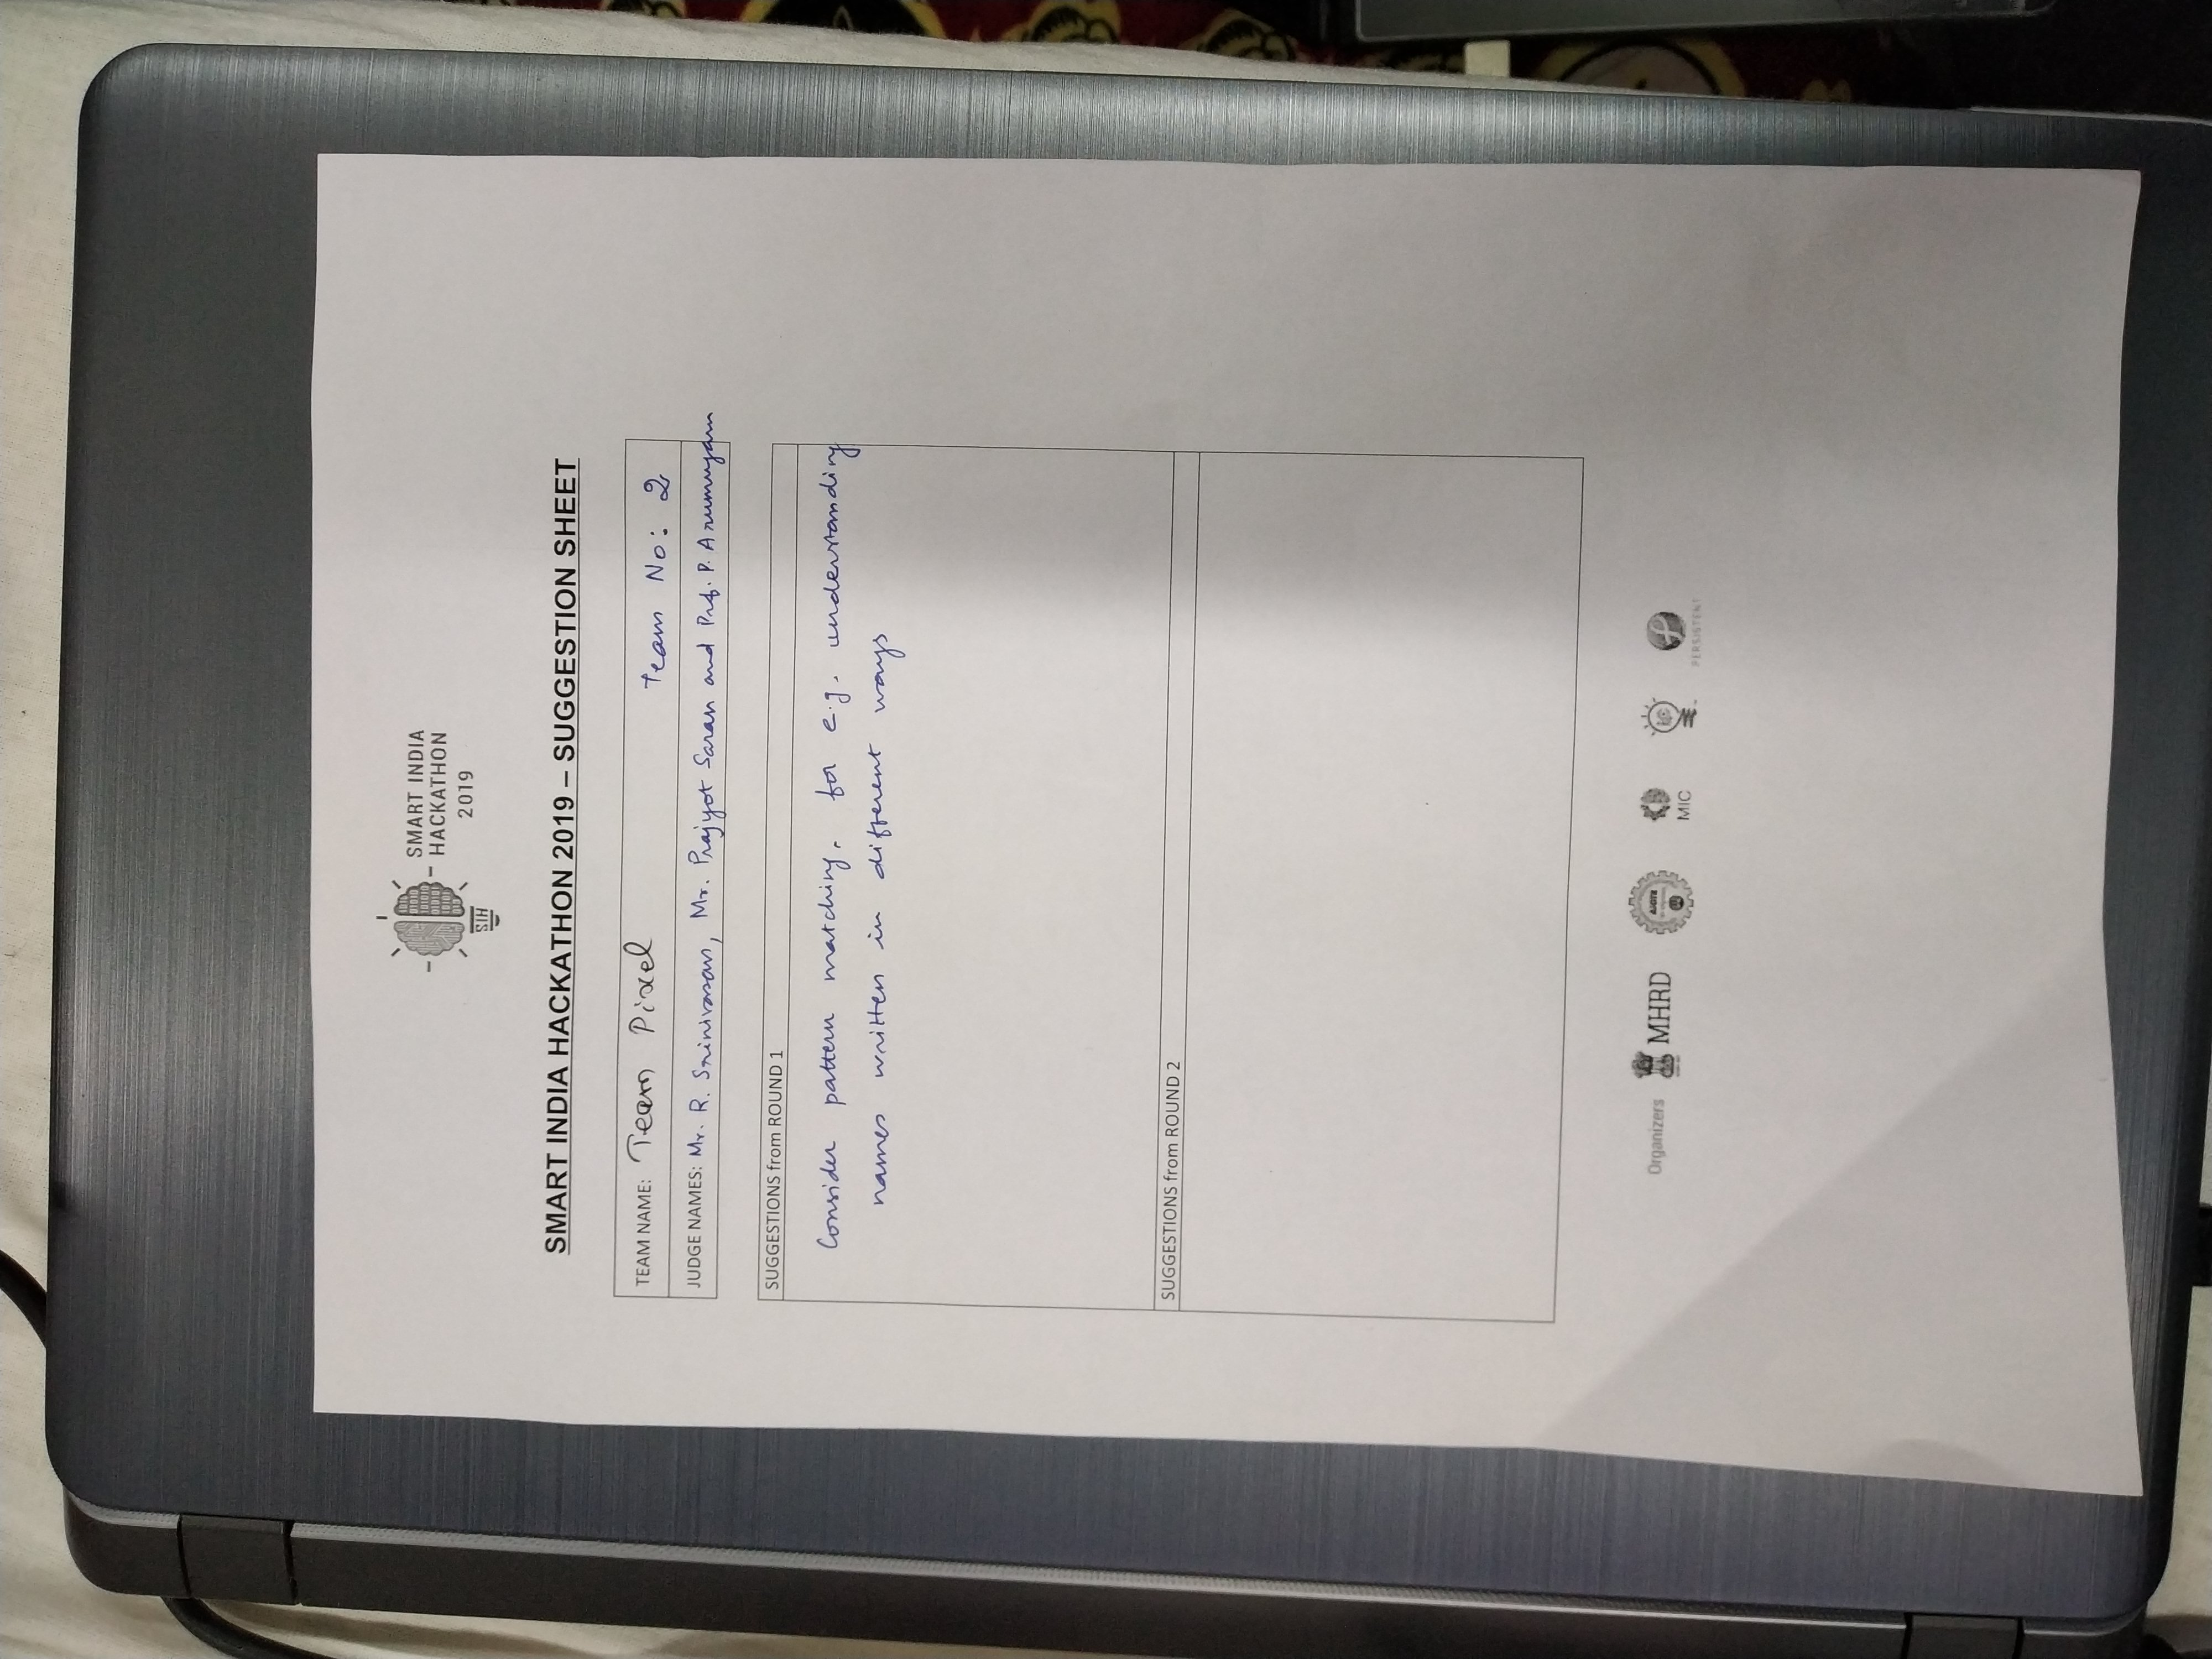 SMART INDIA
HACKATHON
2019
SIH
SMART INDIA HACKATHON 2019 – SUGGESTION SHEET
TEAM NAME: Team Pixel Team No: 2
JUDGE NAMES: Mr. R. Srinivasan, Mr. Prajyot Saran and Prof. P. Arumugam
SUGGESTIONS from ROUND 1
Consider pattern matching, for e.g. understanding
names written in different ways
SUGGESTIONS from ROUND 2
Organizers MHRD AICTE MIC PERSISTENT